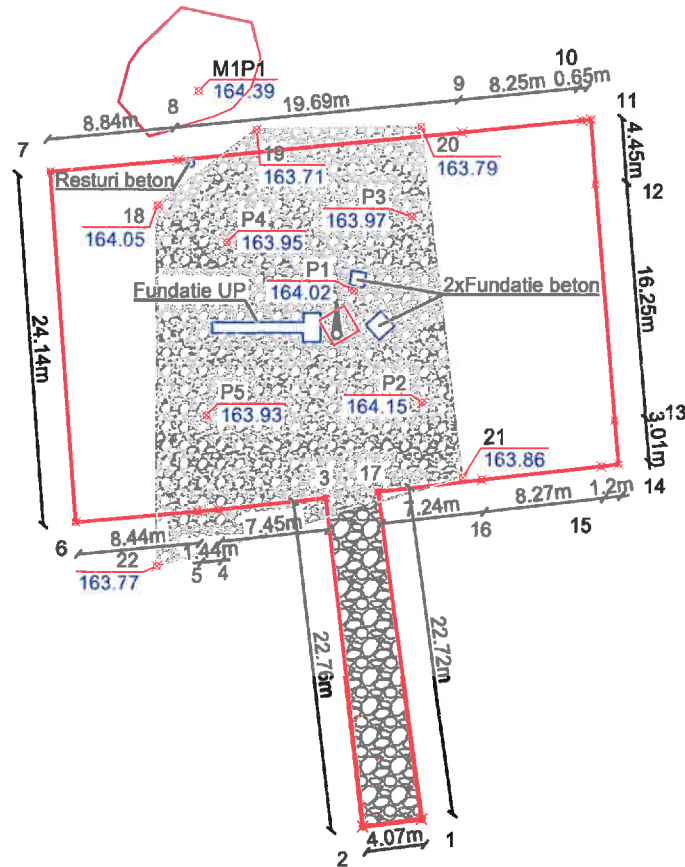 10
M1P1
164.39
8
9
8.25m
0.65m
19.69m
11
7
8.84m
4.45m
20
19
163.71
163.79
Resturi beton
12
18
164.05
P4
163.95
P3
163.97
P1
164.02
Fundatie UP
2xFundatie beton
16.25m
24.14m
P5
163.93
P2
164.15
13
3.01m
21
163.86
3
17
14
1.2m
8.27m
15
7.24m
16
7.45m
8.44m
1.44m
6
22
163.77
5
4
22.76m
22.72m
4.07m
2
1